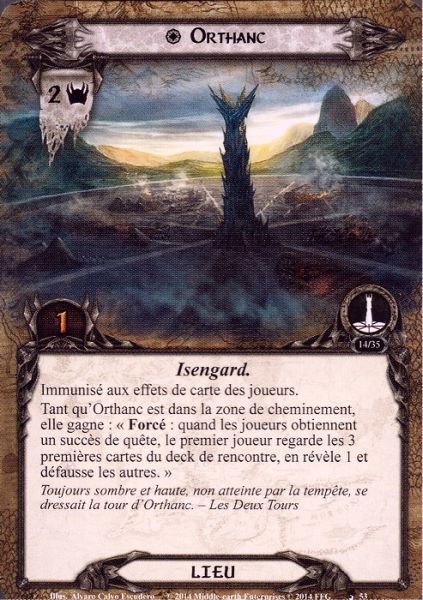 Orthanc
2
1
14/35
Isengard.
Immunisé aux effets de carte des joueurs.
Tant qu'Orthanc est dans la zone de cheminement,
elle gagne : « Forcé : quand les joueurs obtiennent
un succès de quête, le premier joueur regarde les 3
premières cartes du deck de rencontre, en révèle 1 et
défausse les autres. »
Toujours sombre et haute, non atteinte par la tempête, se
dressait la tour d'Orthanc. – Les Deux Tours
LIEU
Illus. Alvaro Calvo Escudero © 2014 Middle-earth Enterprises © 2014 FFG 53